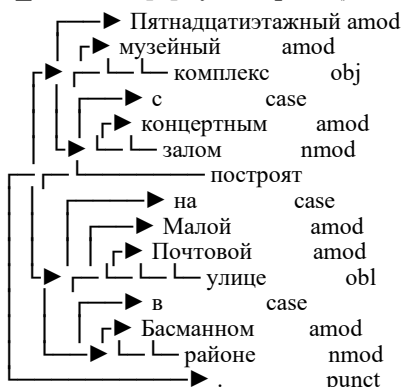 Пятнадцатиэтажный amod
музейный amod
комплекс obj
с case
концертным amod
залом nmod
построят
на case
Малой amod
Почтовой amod
улице obl
в case
Басманном amod
районе nmod
. punct